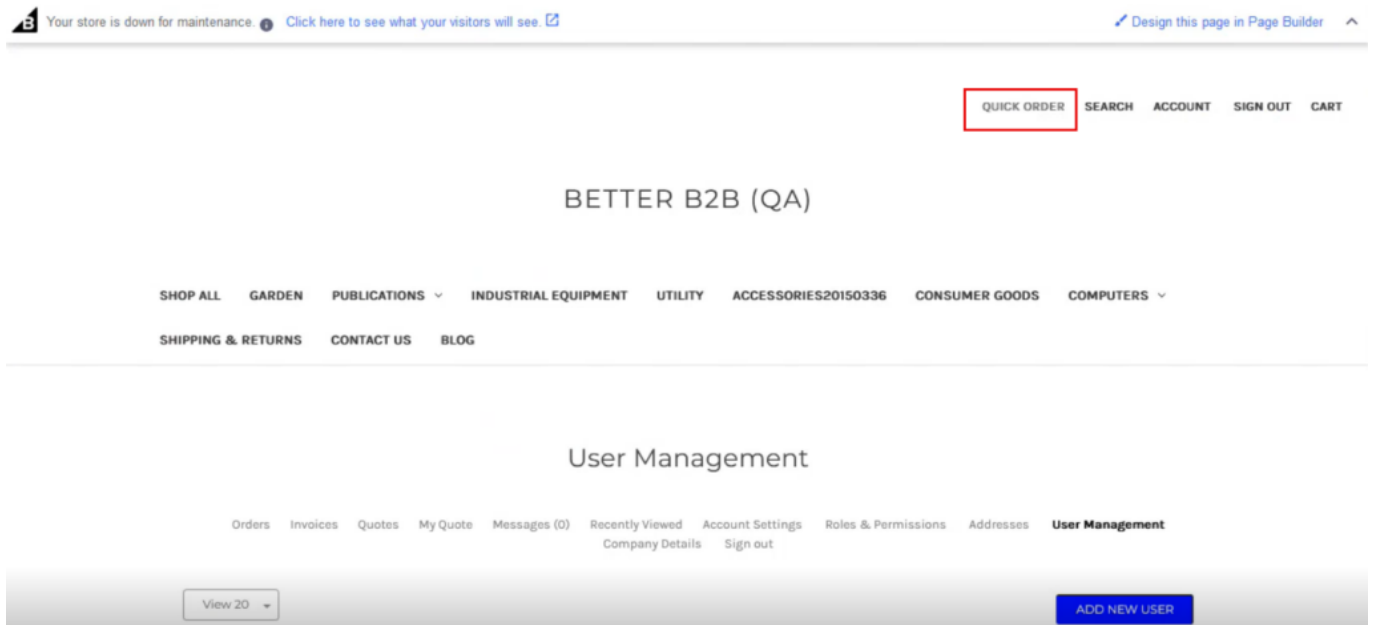 Your store is down for maintenance. Click here to see what your visitors will see. Design this page in Page Builder
QUICK ORDER SEARCH ACCOUNT SIGN OUT CART
BETTER B2B (QA)
SHOP ALL GARDEN PUBLICATIONS INDUSTRIAL EQUIPMENT UTILITY ACCESSORIES20150336 CONSUMER GOODS COMPUTERS
SHIPPING & RETURNS CONTACT US BLOG
User Management
Orders Invoices Quotes My Quote Messages (0) Recently Viewed Account Settings Roles & Permissions Addresses User Management
Company Details Sign out
View 20 ADD NEW USER